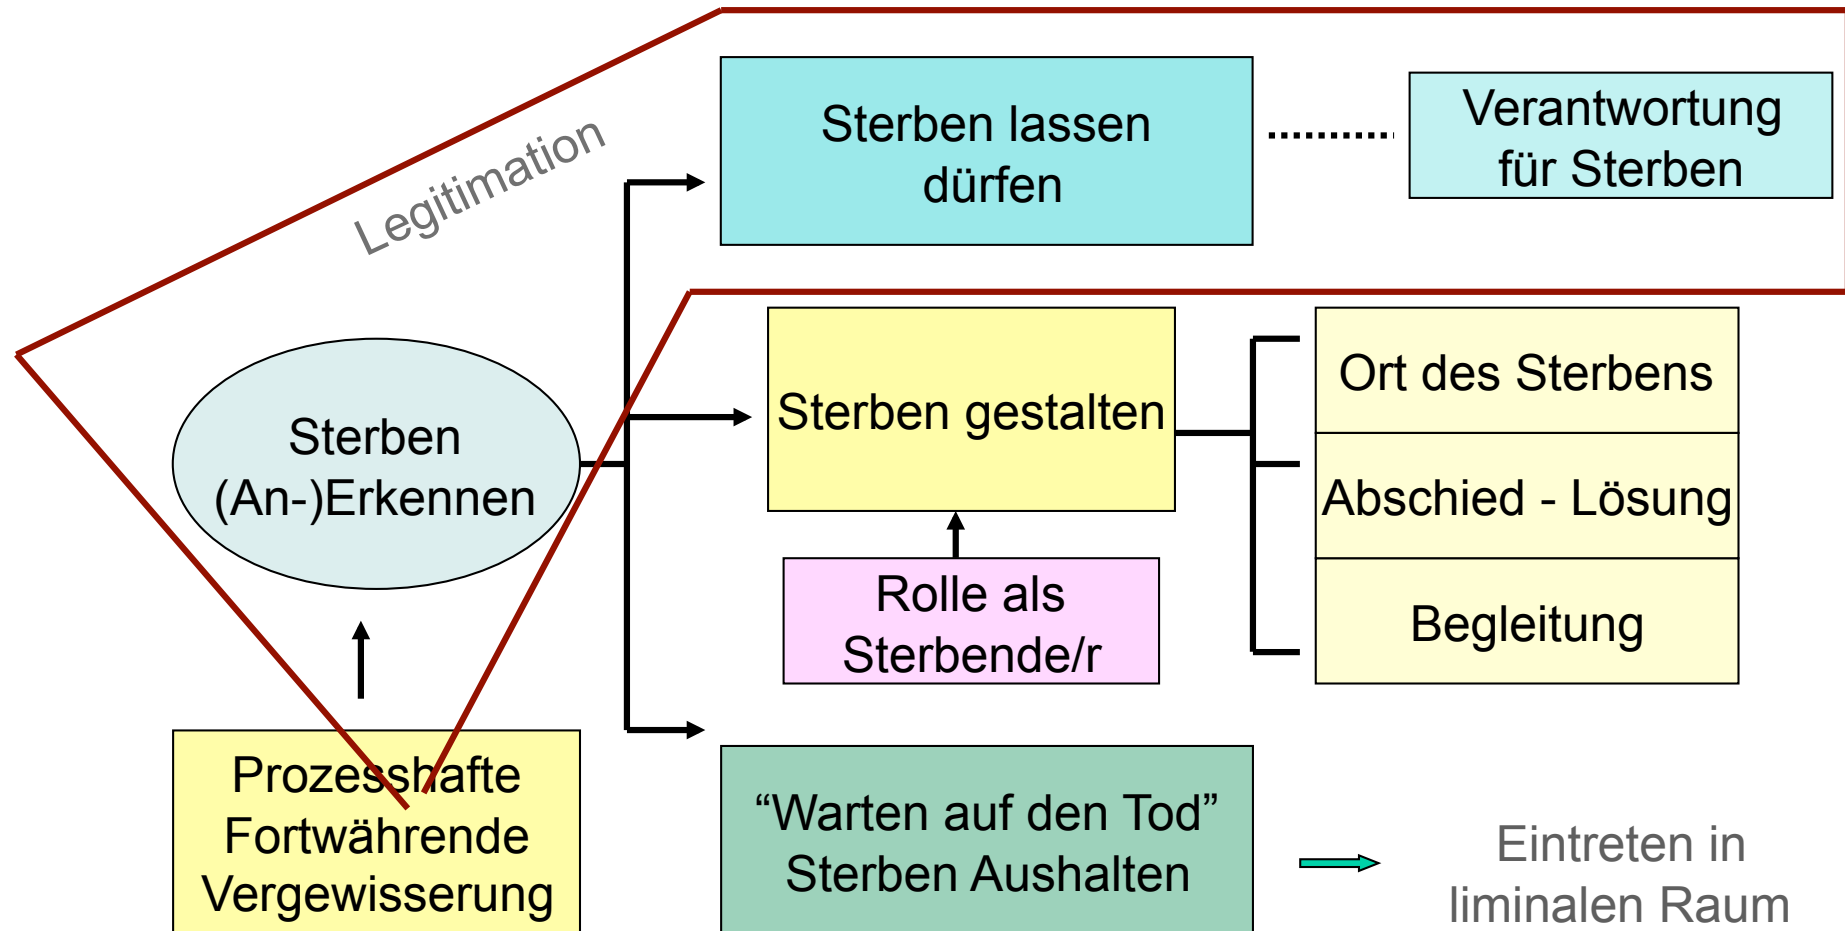 Legitimation
Sterben lassen
dürfen
Verantwortung
für Sterben
Sterben
(An-)Erkennen
Sterben gestalten
Ort des Sterbens
Abschied - Lösung
Begleitung
Rolle als
Sterbende/r
Prozesshafte
Fortwährende
Vergewisserung
“Warten auf den Tod”
Sterben Aushalten
Eintreten in
liminalen Raum